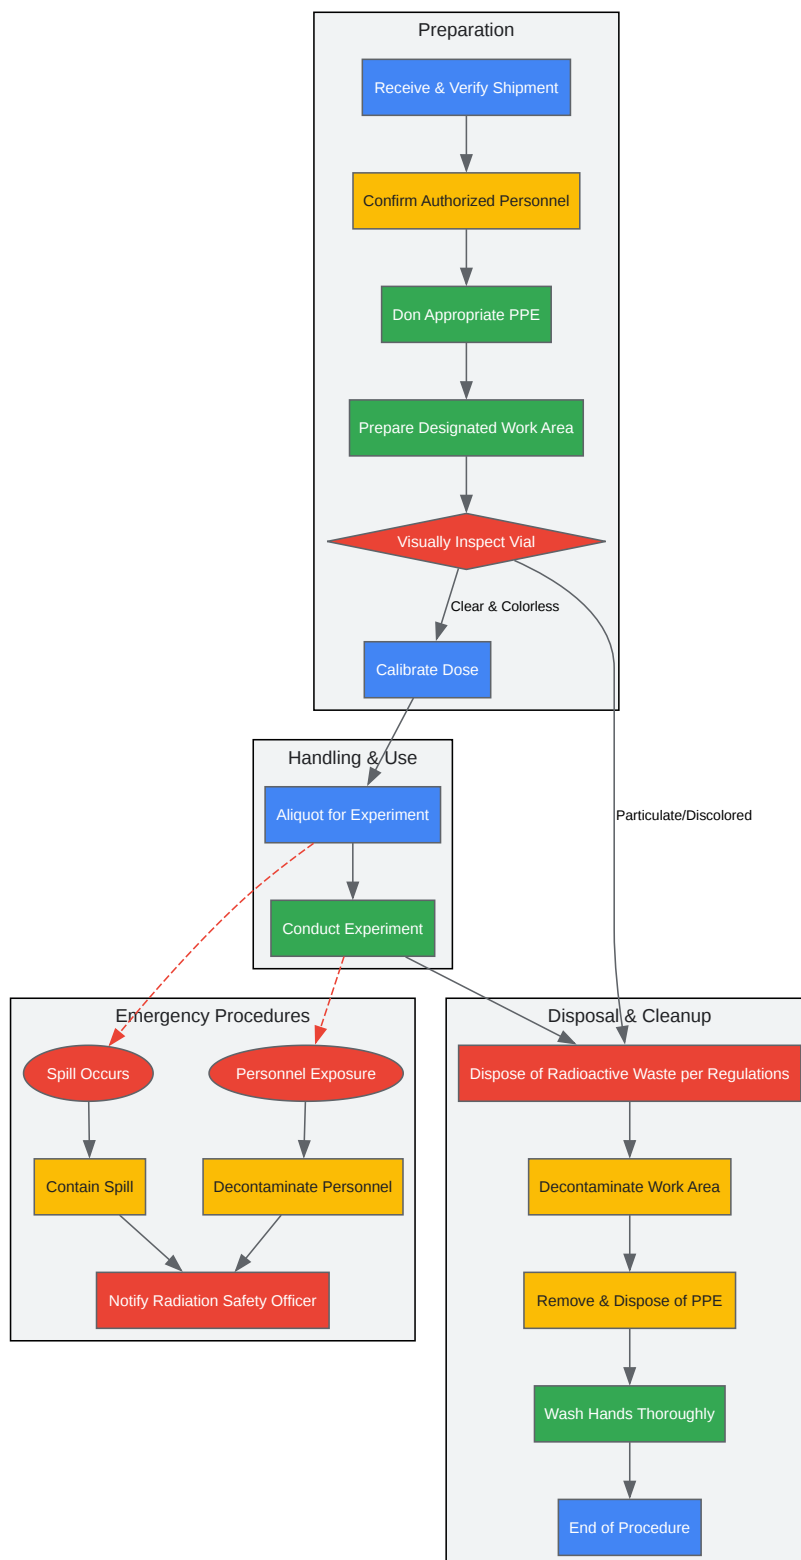 Preparation
Receive & Verify Shipment
Confirm Authorized Personnel
Don Appropriate PPE
Prepare Designated Work Area
Visually Inspect Vial
Clear & Colorless
Calibrate Dose
Handling & Use
Aliquot for Experiment
Particulate/Discolored
Conduct Experiment
Emergency Procedures
Disposal & Cleanup
Spill Occurs
Personnel Exposure
Dispose of Radioactive Waste per Regulations
Contain Spill
Decontaminate Personnel
Decontaminate Work Area
Notify Radiation Safety Officer
Remove & Dispose of PPE
Wash Hands Thoroughly
End of Procedure